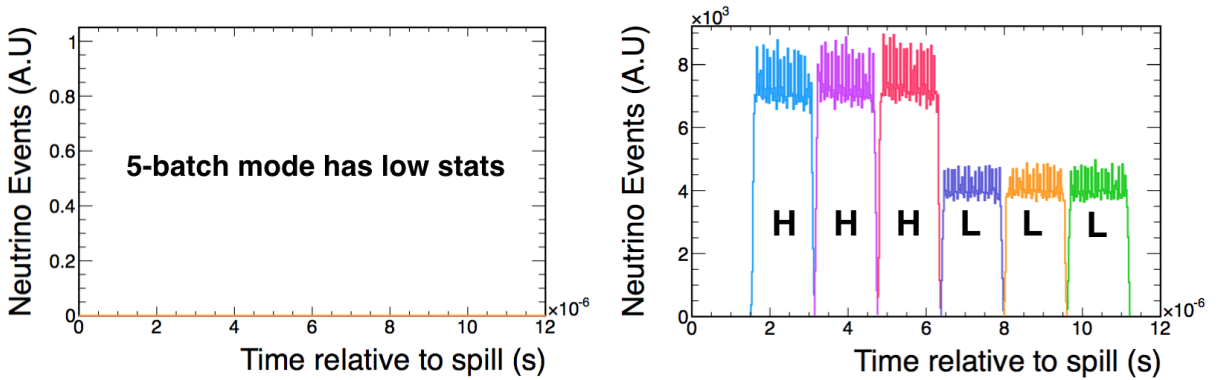 Neutrino Events (A.U)
1
0.8
0.6
0.4
0.2
0
5-batch mode has low stats
0 2 4 6 8 10 12
×10-6
Time relative to spill (s)
×10³
Neutrino Events (A.U)
8
6
4
2
0
H H H L L L
0 2 4 6 8 10 12
×10-6
Time relative to spill (s)